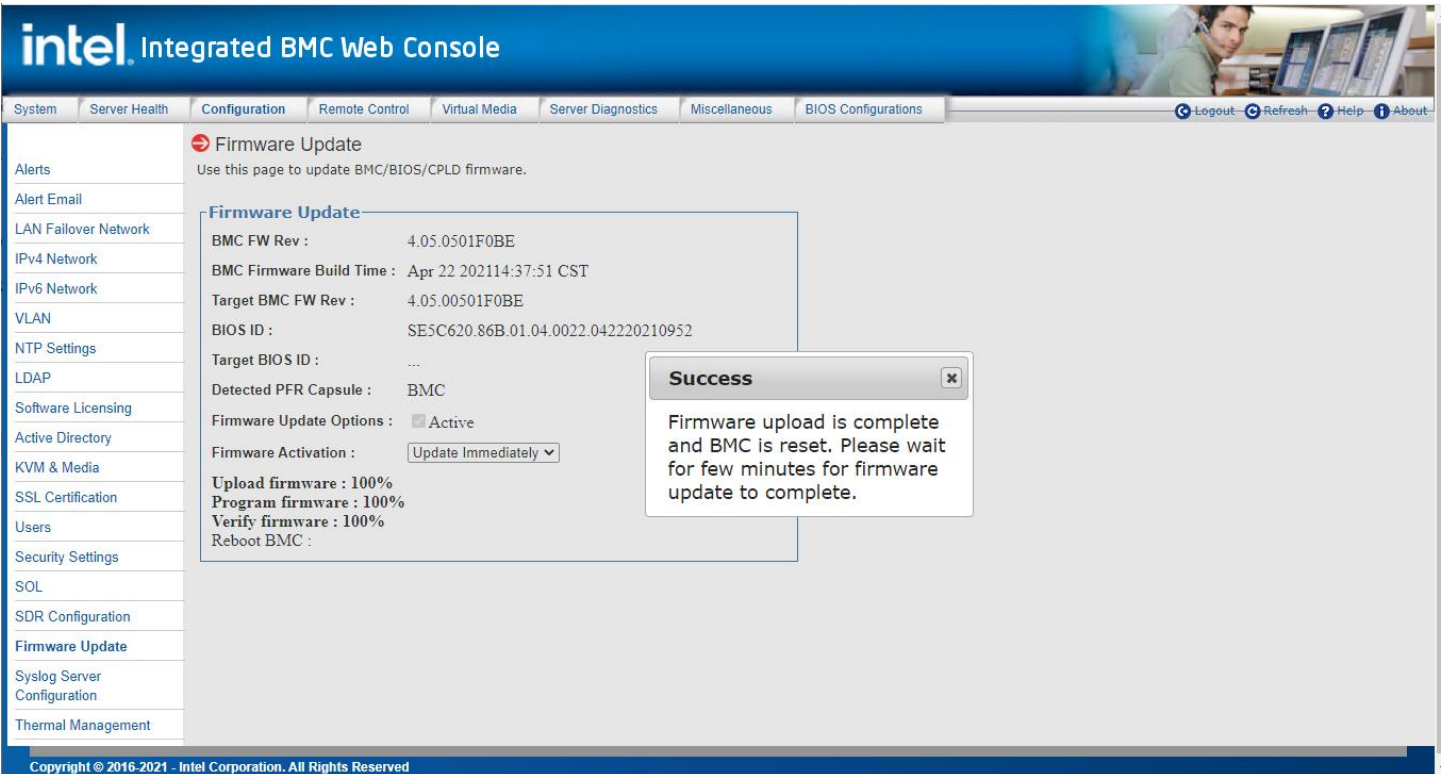 intel. Integrated BMC Web Console
System Server Health Configuration Remote Control Virtual Media Server Diagnostics Miscellaneous BIOS Configurations Logout Refresh Help About
Alerts
Alert Email
LAN Failover Network
IPv4 Network
IPv6 Network
VLAN
NTP Settings
LDAP
Software Licensing
Active Directory
KVM & Media
SSL Certification
Users
Security Settings
SOL
SDR Configuration
Firmware Update
Syslog Server
Configuration
Thermal Management
Firmware Update
Use this page to update BMC/BIOS/CPLD firmware.
Firmware Update
BMC FW Rev : 4.05.0501F0BE
BMC Firmware Build Time : Apr 22 202114:37:51 CST
Target BMC FW Rev : 4.05.00501F0BE
BIOS ID : SE5C620.86B.01.04.0022.042220210952
Target BIOS ID : ...
Detected PFR Capsule : BMC
Firmware Update Options : Active
Firmware Activation : Update Immediately
Upload firmware : 100%
Program firmware : 100%
Verify firmware : 100%
Reboot BMC :
Success
Firmware upload is complete
and BMC is reset. Please wait
for few minutes for firmware
update to complete.
Copyright © 2016-2021 - Intel Corporation. All Rights Reserved